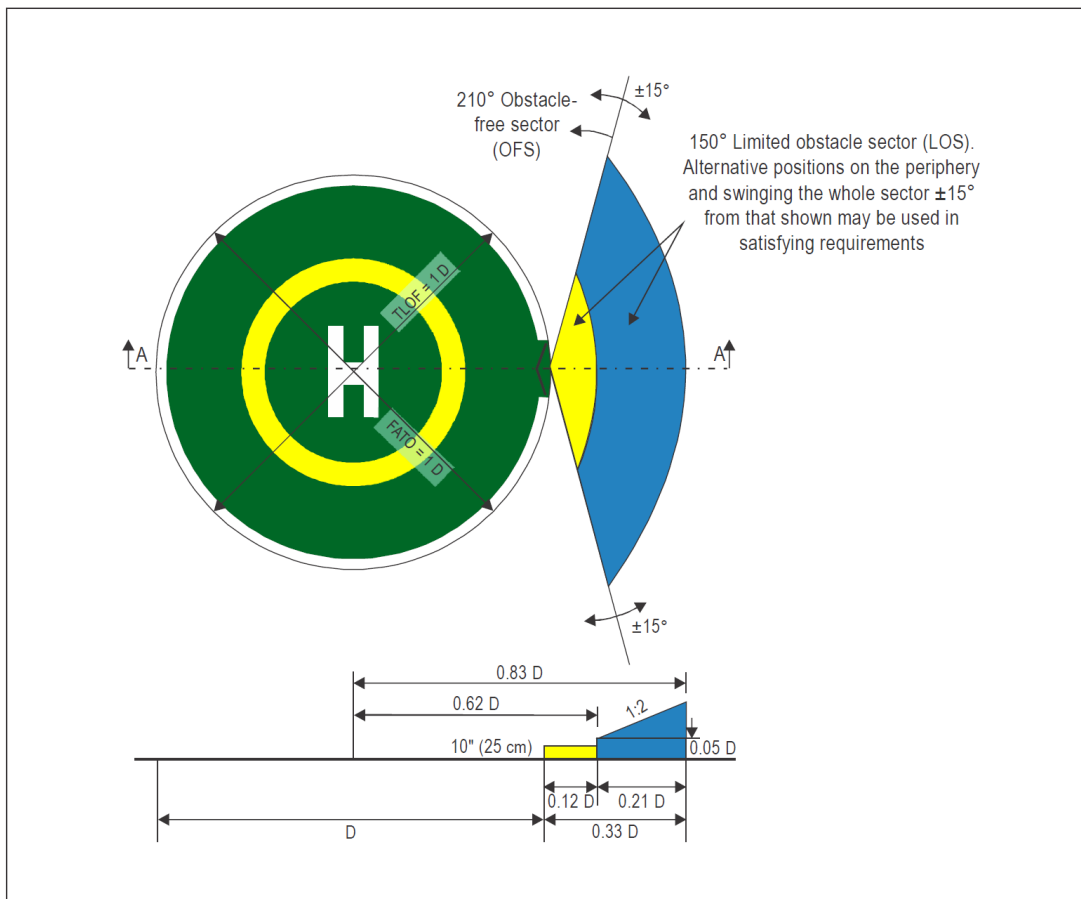 ±15°
210° Obstacle-
free sector
(OFS)
150° Limited obstacle sector (LOS).
Alternative positions on the periphery
and swinging the whole sector ±15°
from that shown may be used in
satisfying requirements
TLOF = 1 D
H
A
A
FATO = 1 D
±15°
0.83 D
0.62 D
1:2
10" (25 cm)
0.05 D
0.12 D
0.21 D
D
0.33 D